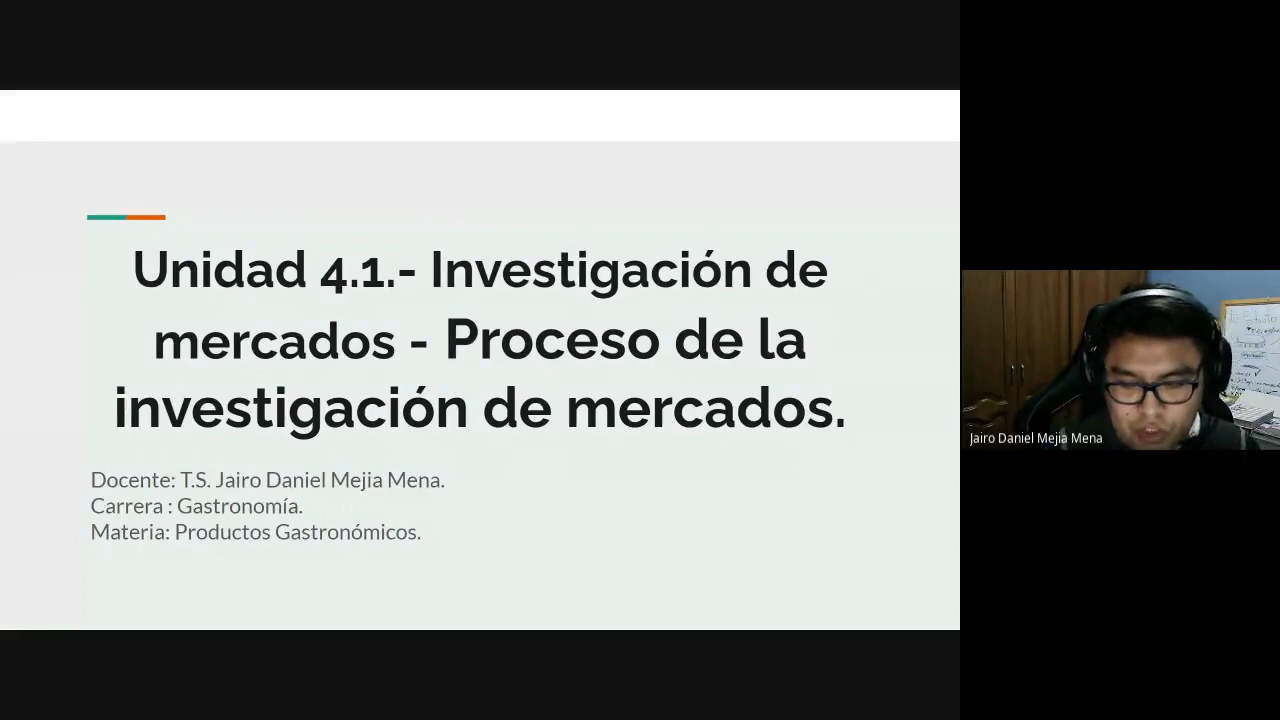 Unidad 4.1.- Investigación de
mercados - Proceso de la
investigación de mercados.
Docente: T.S. Jairo Daniel Mejia Mena.
Carrera : Gastronomía.
Materia: Productos Gastronómicos.
Jairo Daniel Mejia Mena